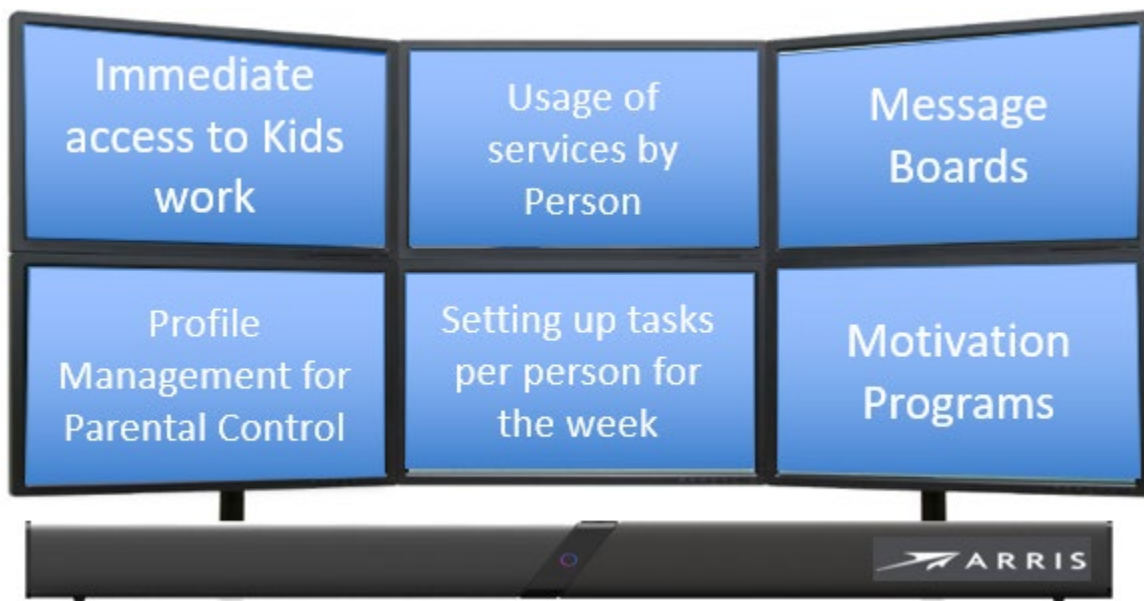 Immediate
access to Kids
work
Usage of
services by
Person
Message
Boards
Profile
Management for
Parental Control
Setting up tasks
per person for
the week
Motivation
Programs
ARRIS